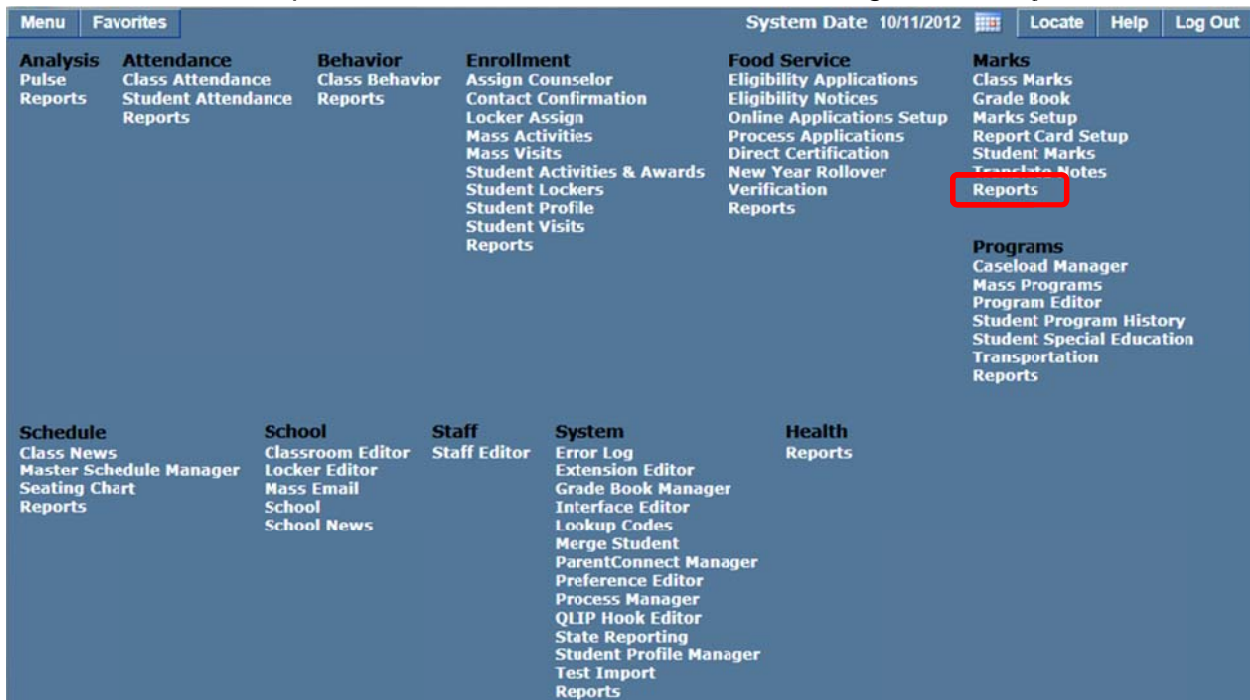 Menu Favorites System Date 10/11/2012 Locate Help Log Out
Analysis
Pulse
Reports
Attendance
Class Attendance
Student Attendance
Reports
Behavior
Class Behavior
Reports
Enrollment
Assign Counselor
Contact Confirmation
Locker Assign
Mass Activities
Mass Visits
Student Activities & Awards
Student Lockers
Student Profile
Student Visits
Reports
Food Service
Eligibility Applications
Eligibility Notices
Online Applications Setup
Process Applications
Direct Certification
New Year Rollover
Verification
Reports
Marks
Class Marks
Grade Book
Marks Setup
Report Card Setup
Student Marks
Translate Notes
Reports
Programs
Caseload Manager
Mass Programs
Program Editor
Student Program History
Student Special Education
Transportation
Reports
Schedule
Class News
Master Schedule Manager
Seating Chart
Reports
School
Classroom Editor
Locker Editor
Mass Email
School
School News
Staff
Staff Editor
System
Error Log
Extension Editor
Grade Book Manager
Interface Editor
Lookup Codes
Merge Student
ParentConnect Manager
Preference Editor
Process Manager
QLIP Hook Editor
State Reporting
Student Profile Manager
Test Import
Reports
Health
Reports